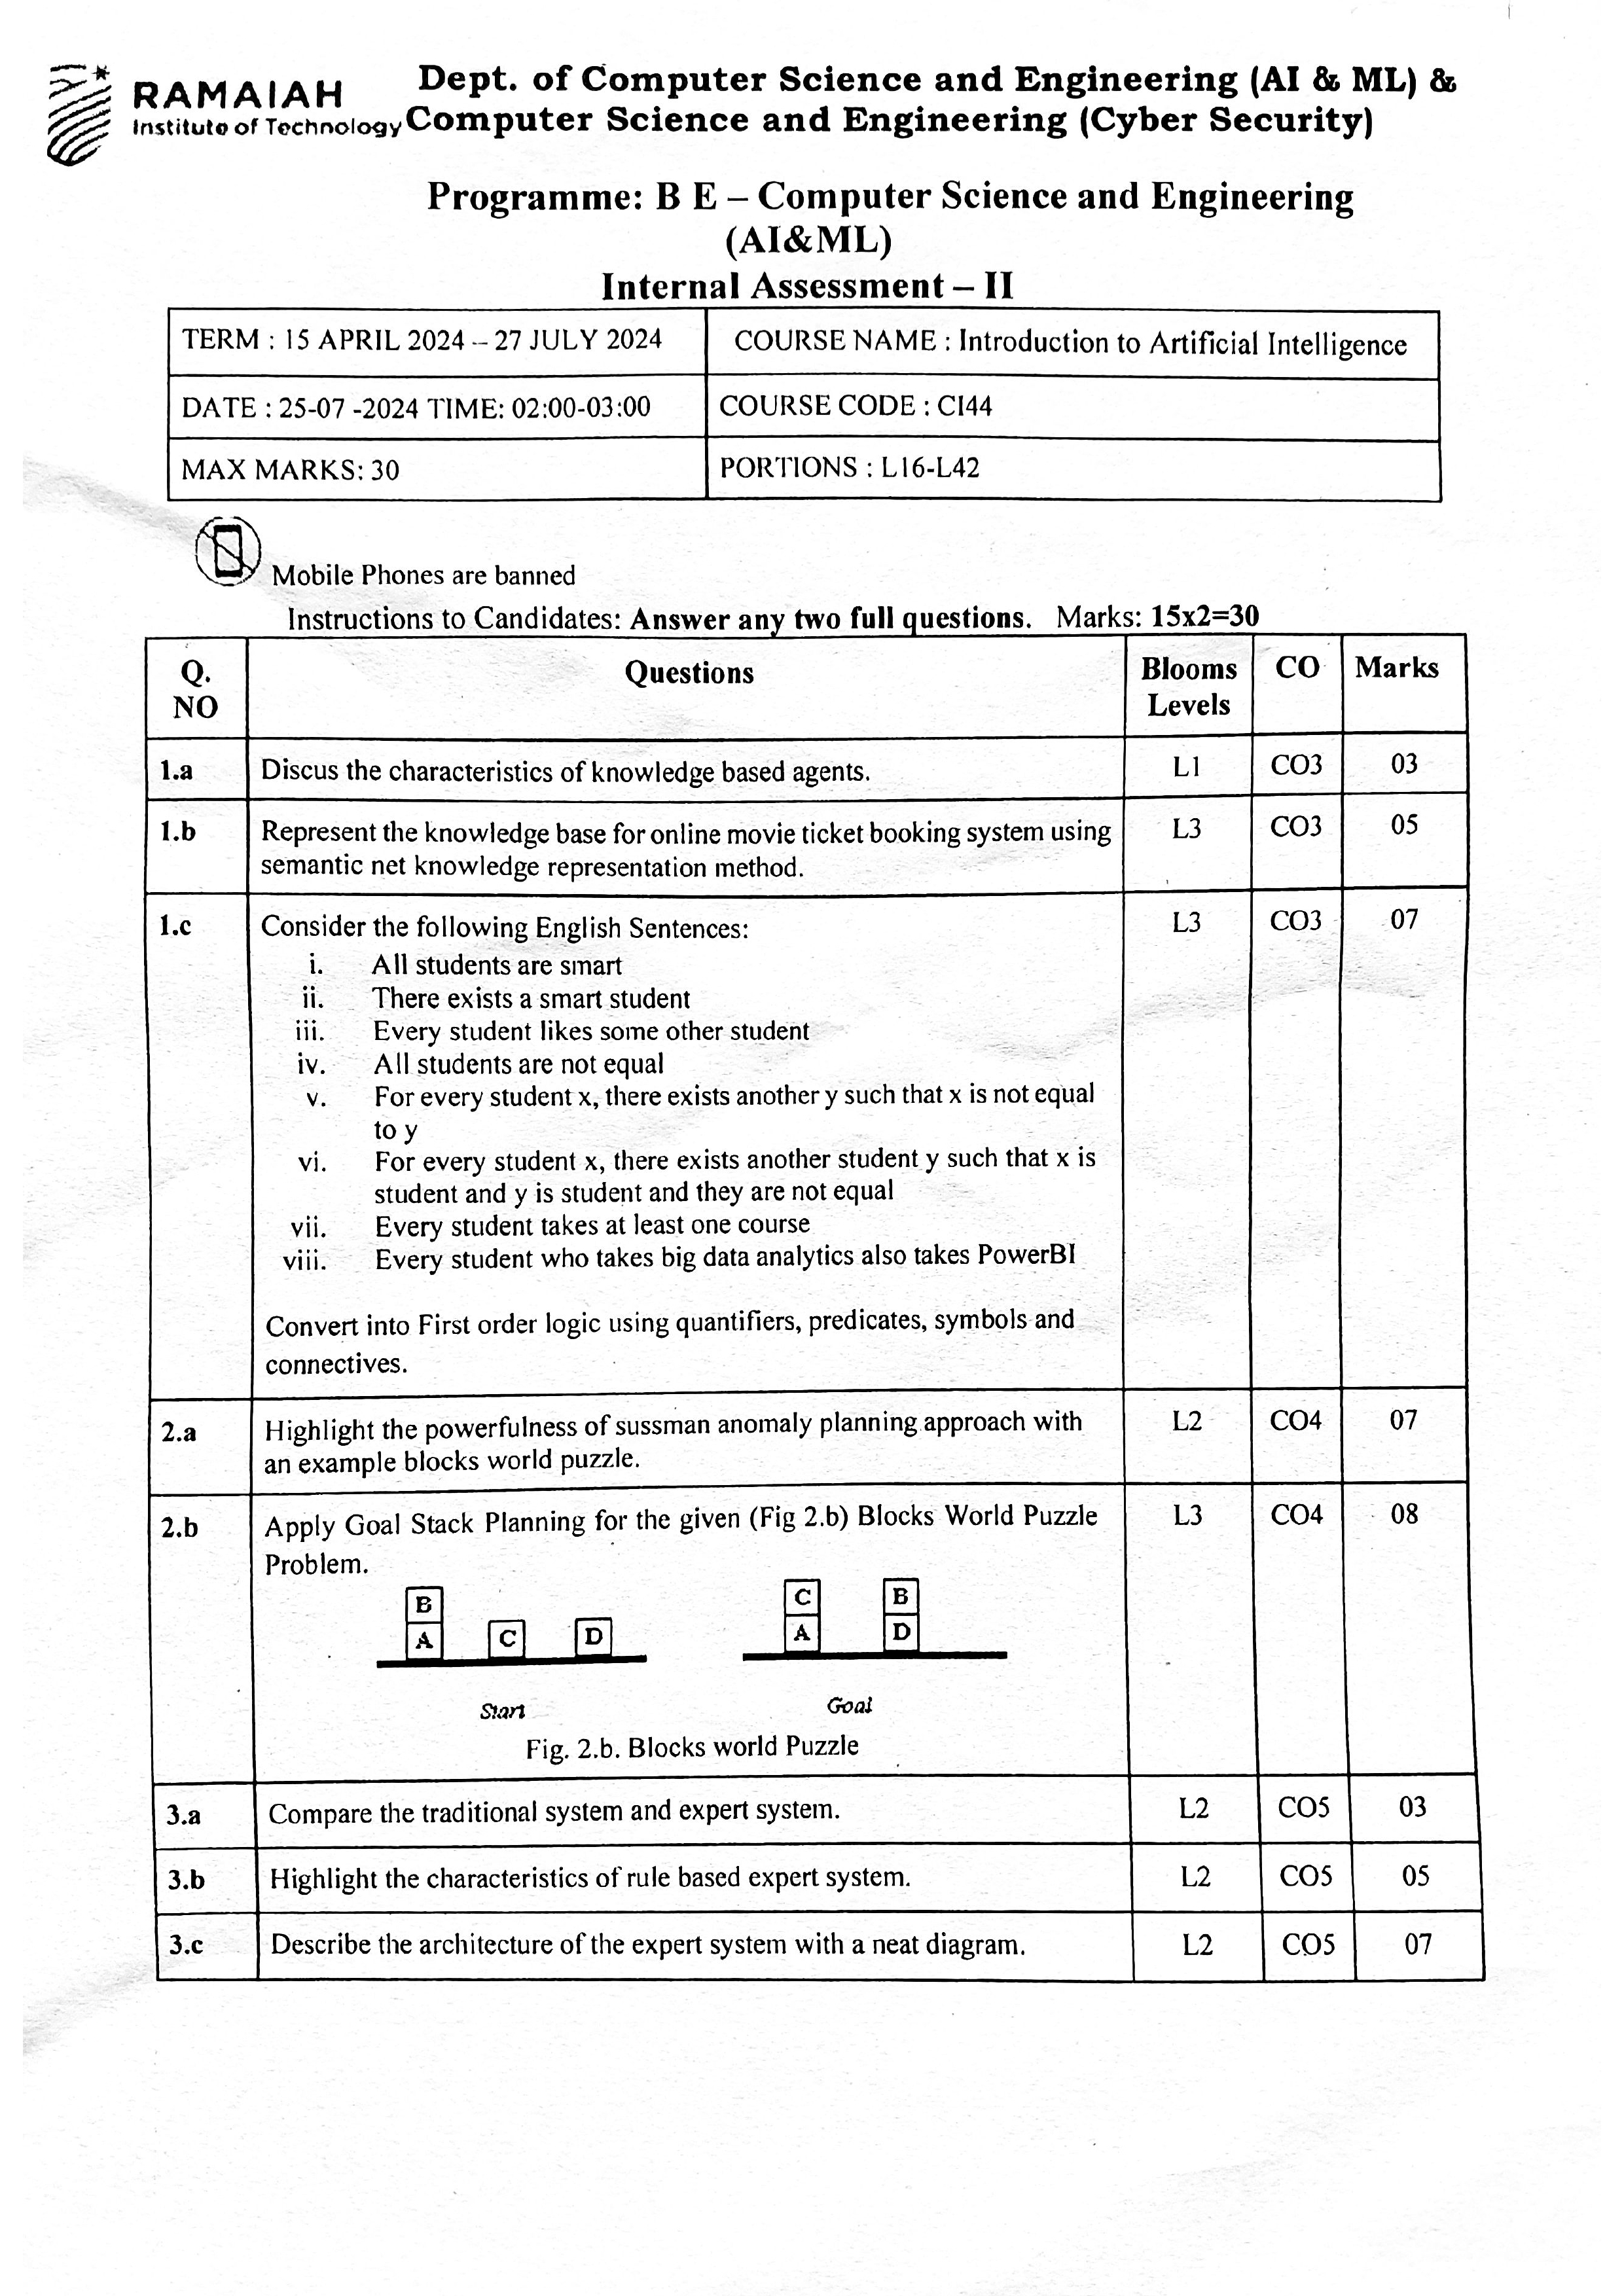 RAMAIAH
Institute of Technology
Dept. of Computer Science and Engineering (AI & ML) &
Computer Science and Engineering (Cyber Security)
Programme: B E – Computer Science and Engineering
(AI&ML)
Internal Assessment – II
TERM : 15 APRIL 2024 – 27 JULY 2024
COURSE NAME : Introduction to Artificial Intelligence
DATE : 25-07 -2024 TIME: 02:00-03:00
COURSE CODE : CI44
MAX MARKS: 30
PORTIONS : L16-L42
Mobile Phones are banned
Instructions to Candidates: Answer any two full questions. Marks: 15x2=30
Q.
NO
Questions
Blooms
Levels
CO
Marks
1.a
Discus the characteristics of knowledge based agents.
L1
CO3
03
1.b
Represent the knowledge base for online movie ticket booking system using
semantic net knowledge representation method.
L3
CO3
05
1.c
Consider the following English Sentences:
i. All students are smart
ii. There exists a smart student
iii. Every student likes some other student
iv. All students are not equal
v. For every student x, there exists another y such that x is not equal
to y
vi. For every student x, there exists another student y such that x is
student and y is student and they are not equal
vii. Every student takes at least one course
viii. Every student who takes big data analytics also takes PowerBI
Convert into First order logic using quantifiers, predicates, symbols and
connectives.
L3
CO3
07
2.a
Highlight the powerfulness of sussman anomaly planning approach with
an example blocks world puzzle.
L2
CO4
07
2.b
Apply Goal Stack Planning for the given (Fig 2.b) Blocks World Puzzle
Problem.
L3
CO4
08
B
A
C
D
C
A
B
D
Start
Goal
Fig. 2.b. Blocks world Puzzle
3.a
Compare the traditional system and expert system.
L2
CO5
03
3.b
Highlight the characteristics of rule based expert system.
L2
CO5
05
3.c
Describe the architecture of the expert system with a neat diagram.
L2
CO5
07